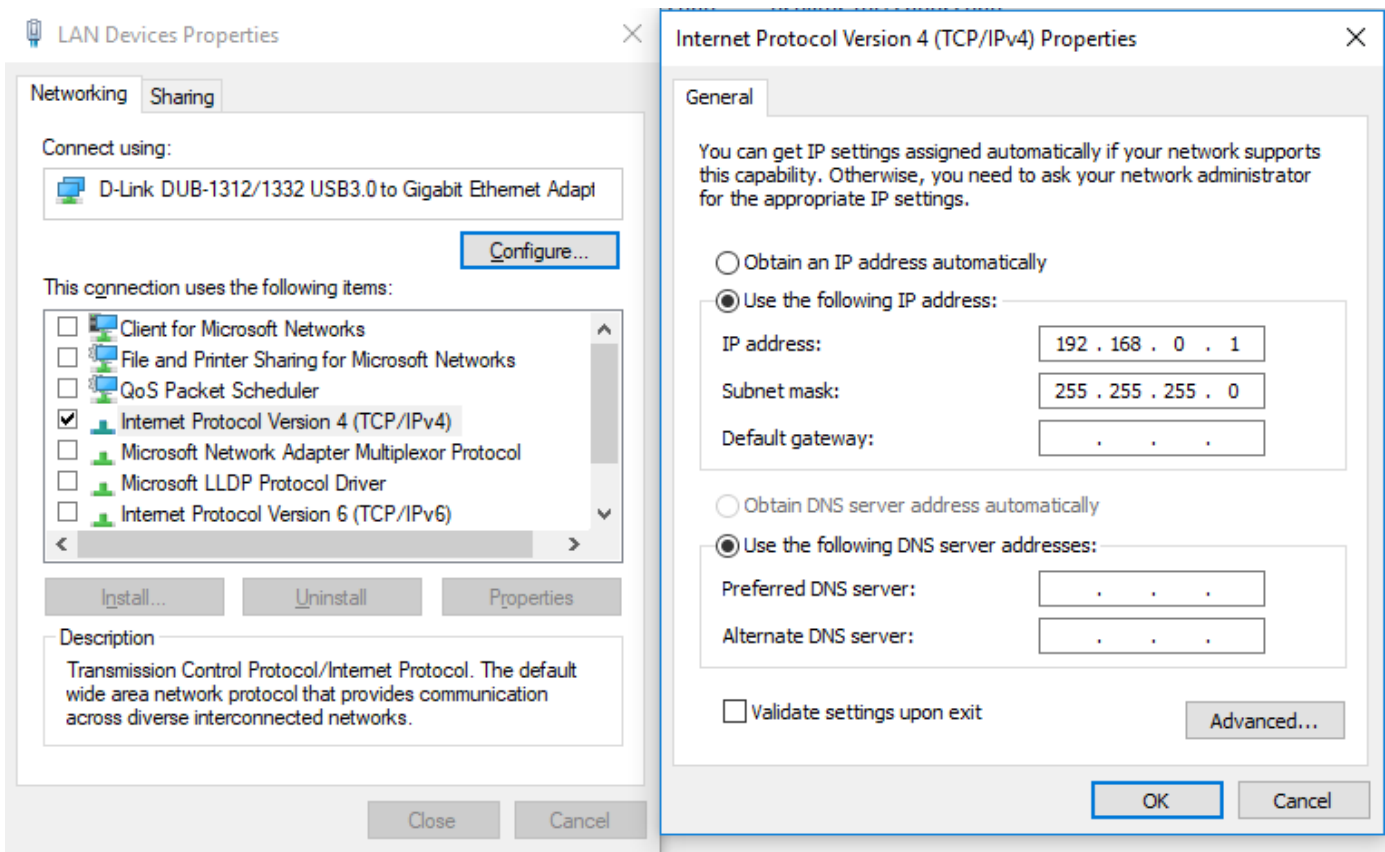 LAN Devices Properties
Networking
Sharing
Connect using:
D-Link DUB-1312/1332 USB3.0 to Gigabit Ethernet Adapt
Configure...
This connection uses the following items:
Client for Microsoft Networks
File and Printer Sharing for Microsoft Networks
QoS Packet Scheduler
Internet Protocol Version 4 (TCP/IPv4)
Microsoft Network Adapter Multiplexor Protocol
Microsoft LLDP Protocol Driver
Internet Protocol Version 6 (TCP/IPv6)
Install...
Uninstall
Properties
Description
Transmission Control Protocol/Internet Protocol. The default
wide area network protocol that provides communication
across diverse interconnected networks.
Close
Cancel
Internet Protocol Version 4 (TCP/IPv4) Properties
General
You can get IP settings assigned automatically if your network supports
this capability. Otherwise, you need to ask your network administrator
for the appropriate IP settings.
Obtain an IP address automatically
Use the following IP address:
IP address: 192 . 168 . 0 . 1
Subnet mask: 255 . 255 . 255 . 0
Default gateway: . . .
Obtain DNS server address automatically
Use the following DNS server addresses:
Preferred DNS server: . . .
Alternate DNS server: . . .
Validate settings upon exit
Advanced...
OK
Cancel